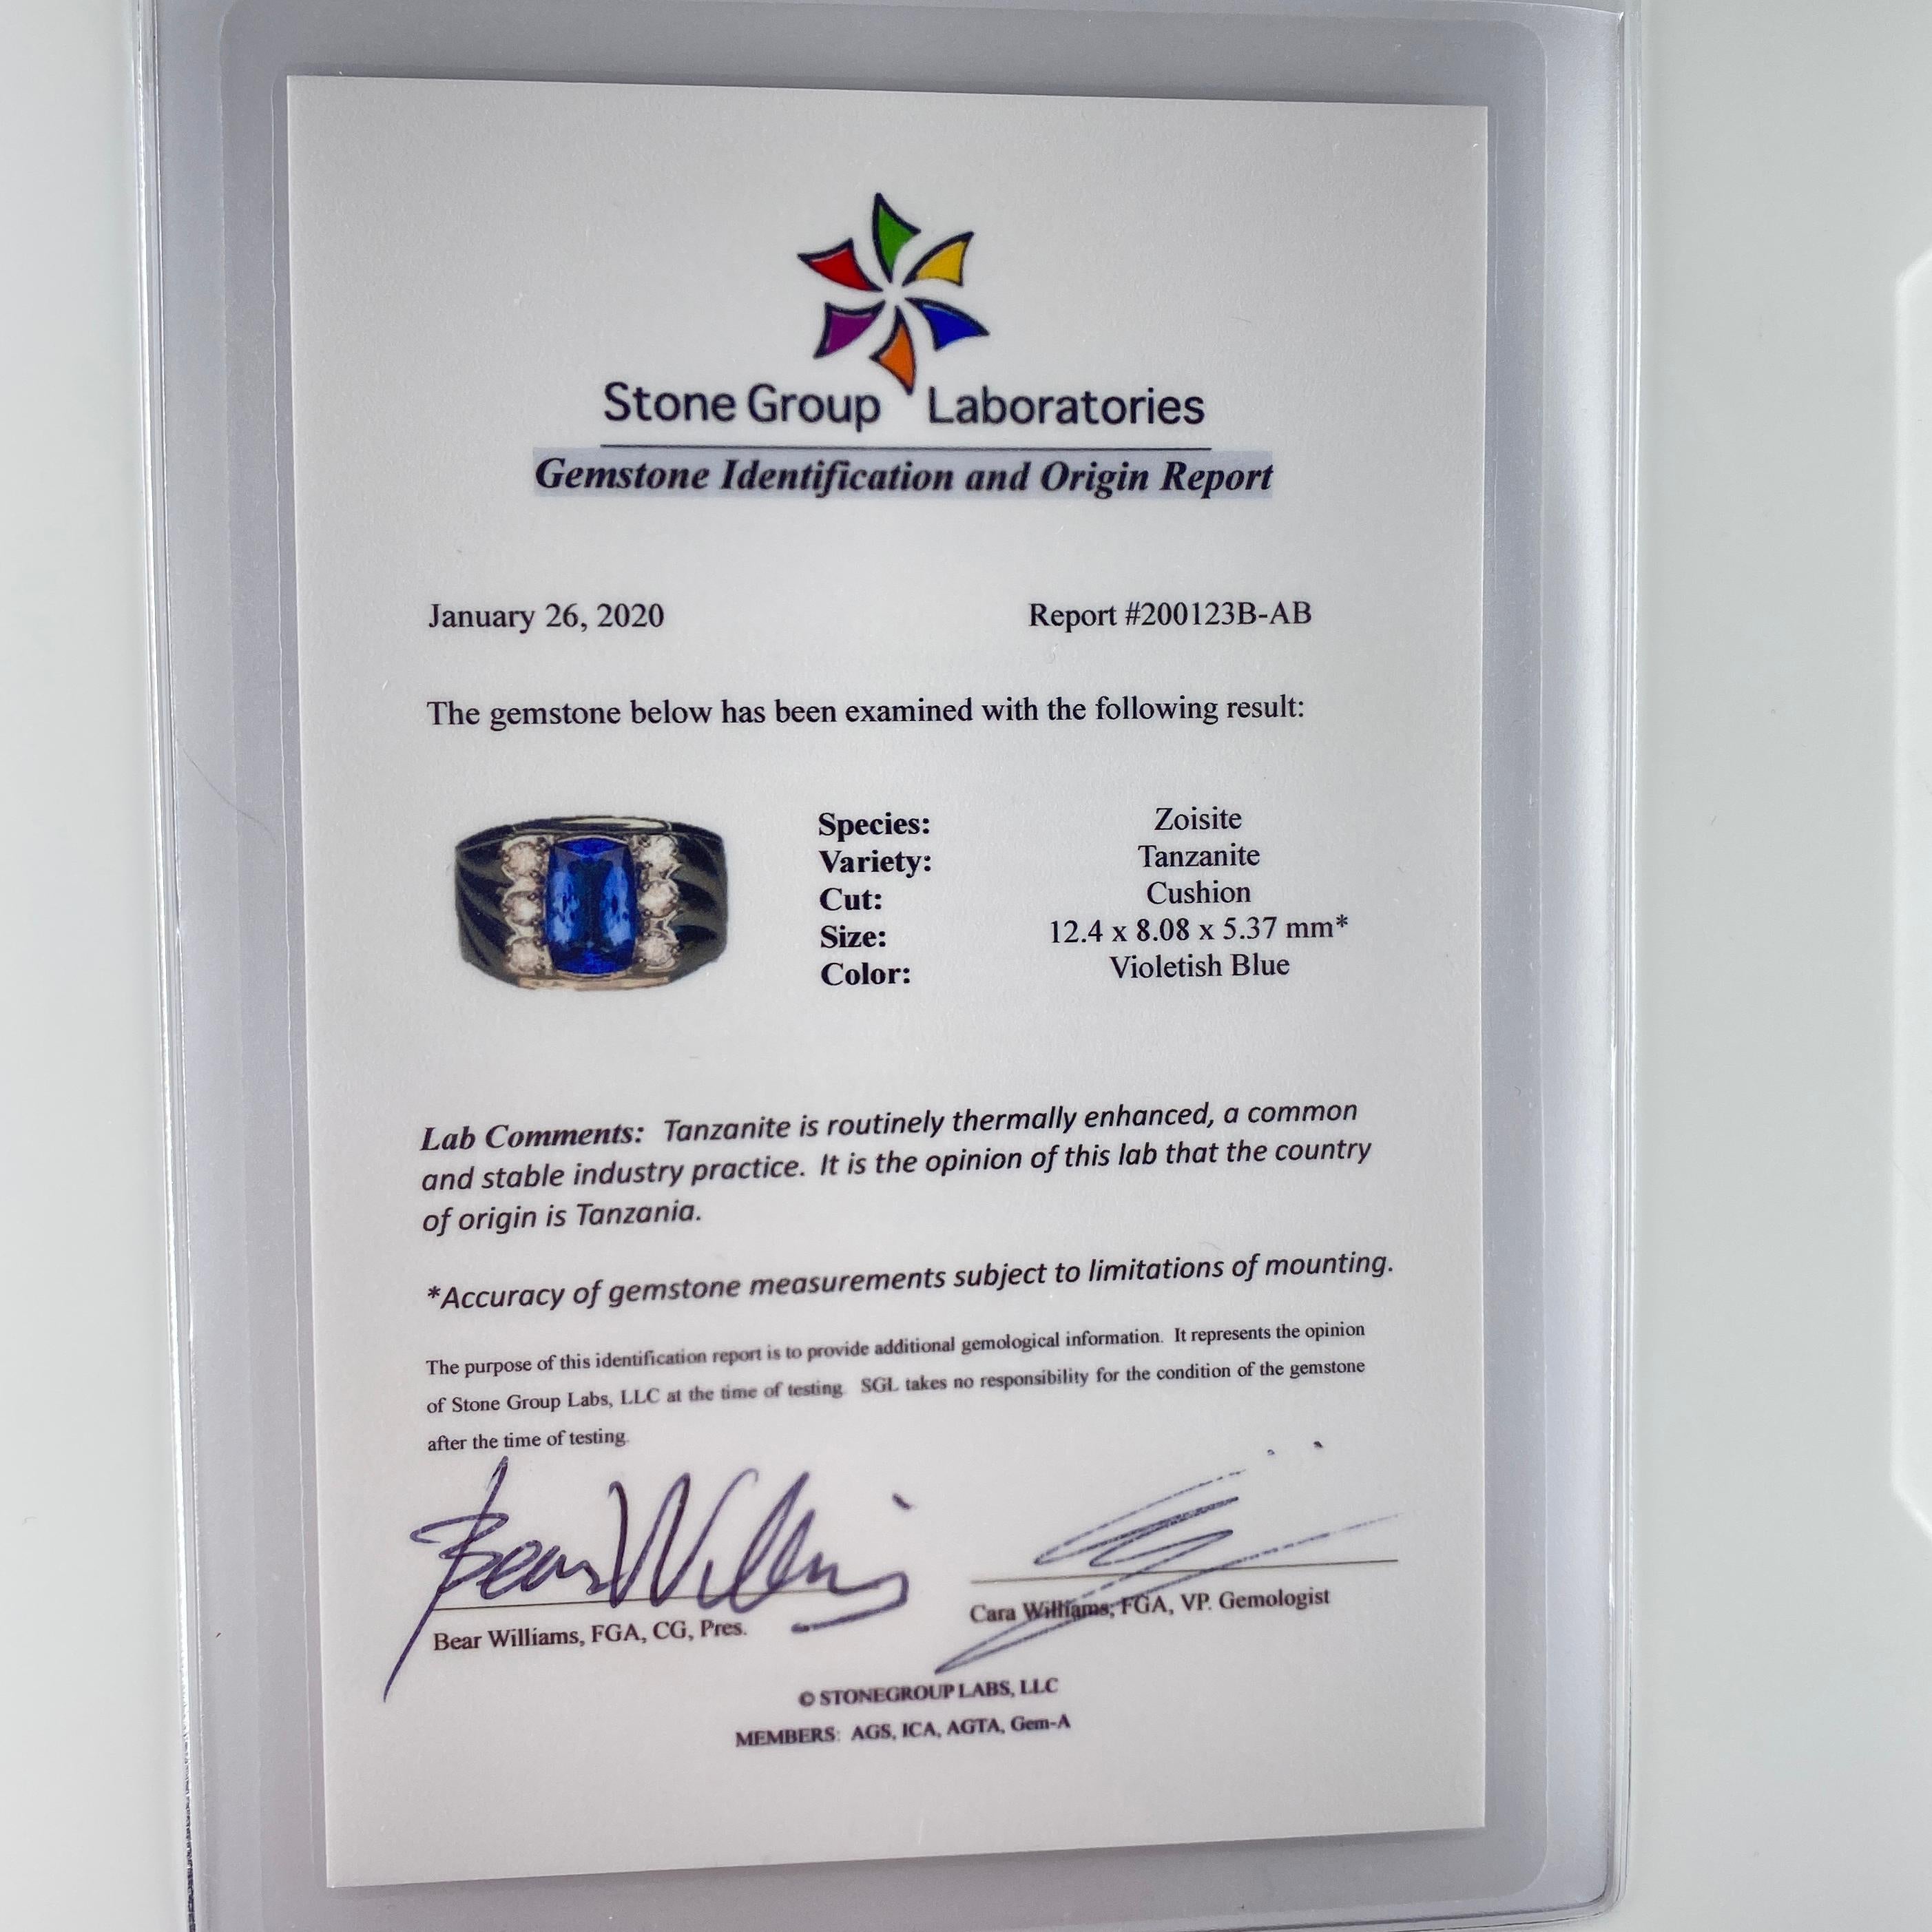 Stone Group Laboratories
Gemstone Identification and Origin Report
January 26, 2020 Report #200123B-AB
The gemstone below has been examined with the following result:
Species: Zoisite
Variety: Tanzanite
Cut: Cushion
Size: 12.4 x 8.08 x 5.37 mm*
Color: Violetish Blue
Lab Comments: Tanzanite is routinely thermally enhanced, a common
and stable industry practice. It is the opinion of this lab that the country
of origin is Tanzania.
*Accuracy of gemstone measurements subject to limitations of mounting.
The purpose of this identification report is to provide additional gemological information. It represents the opinion
of Stone Group Labs, LLC at the time of testing. SGL takes no responsibility for the condition of the gemstone
after the time of testing.
Bear Williams
Bear Williams, FGA, CG, Pres.
Cara Williams, FGA, VP. Gemologist
© STONEGROUP LABS, LLC
MEMBERS: AGS, ICA, AGTA, Gem-A